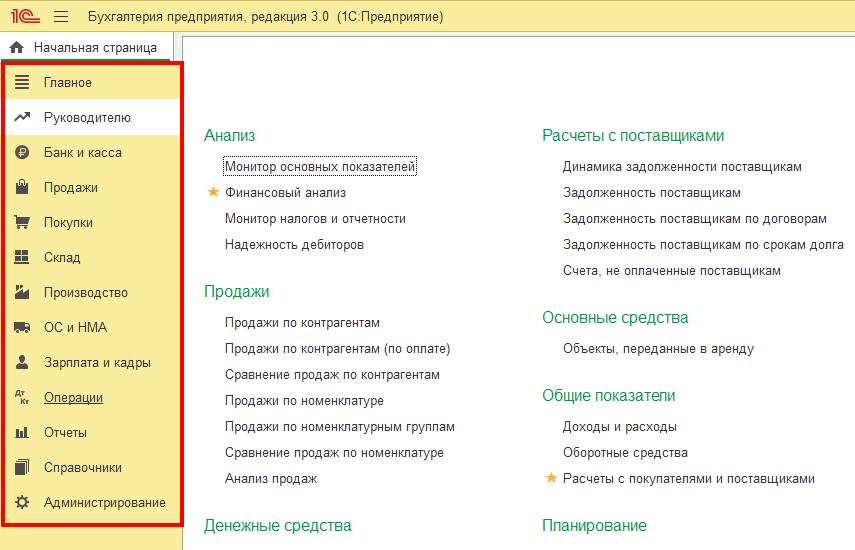 1С Бухгалтерия предприятия, редакция 3.0 (1С:Предприятие)
Начальная страница
Главное
Руководителю
Банк и касса
Продажи
Покупки
Склад
Производство
ОС и НМА
Зарплата и кадры
Дт
Кт
Операции
Отчеты
Справочники
Администрирование
Анализ
Монитор основных показателей
Финансовый анализ
Монитор налогов и отчетности
Надежность дебиторов
Продажи
Продажи по контрагентам
Продажи по контрагентам (по оплате)
Сравнение продаж по контрагентам
Продажи по номенклатуре
Продажи по номенклатурным группам
Сравнение продаж по номенклатуре
Анализ продаж
Денежные средства
Расчеты с поставщиками
Динамика задолженности поставщикам
Задолженность поставщикам
Задолженность поставщикам по договорам
Задолженность поставщикам по срокам долга
Счета, не оплаченные поставщикам
Основные средства
Объекты, переданные в аренду
Общие показатели
Доходы и расходы
Оборотные средства
Расчеты с покупателями и поставщиками
Планирование